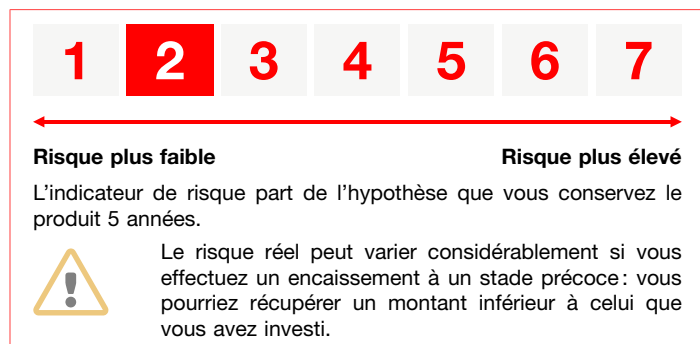 1 2 3 4 5 6 7
Risque plus faible Risque plus élevé
L'indicateur de risque part de l'hypothèse que vous conservez le
produit 5 années.
Le risque réel peut varier considérablement si vous
effectuez un encaissement à un stade précoce : vous
pourriez récupérer un montant inférieur à celui que
vous avez investi.